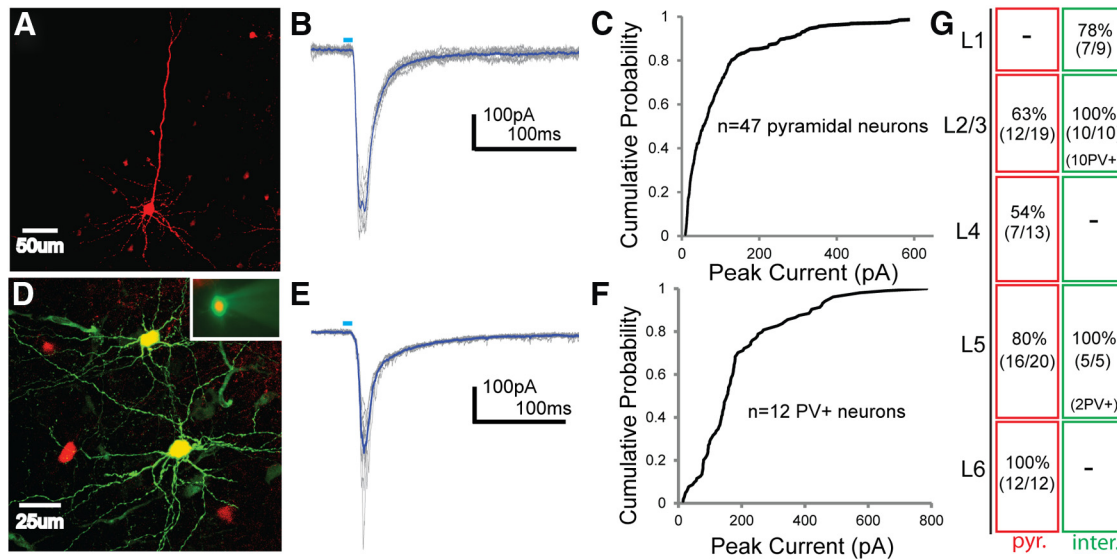 A
50um
B
100pA
100ms
C
Cumulative Probability
1
0.8
0.6
0.4
0.2
0
n=47 pyramidal neurons
0
200
400
600
Peak Current (pA)
D
25um
E
100pA
100ms
F
Cumulative Probability
1
0.8
0.6
0.4
0.2
0
n=12 PV+ neurons
0
200
400
600
800
Peak Current (pA)
G
L1
-
78%
(7/9)
L2/3
63%
(12/19)
100%
(10/10)
(10PV+)
L4
54%
(7/13)
-
L5
80%
(16/20)
100%
(5/5)
(2PV+)
L6
100%
(12/12)
-
pyr.
inter.